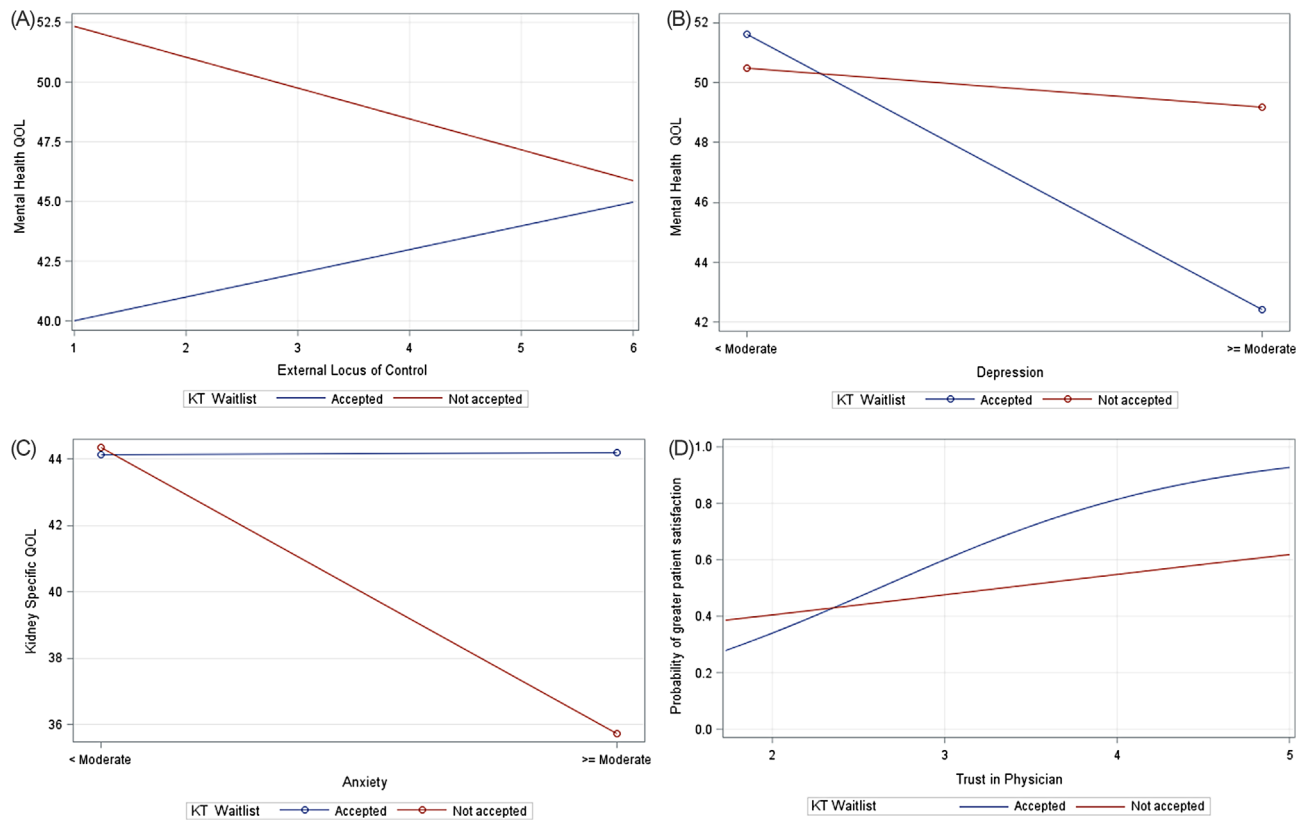 (A)
52.5
50.0
47.5
45.0
42.5
40.0
Mental Health QOL
1 2 3 4 5 6
External Locus of Control
KT Waitlist Accepted Not accepted
(B)
52
50
48
46
44
42
Mental Health QOL
< Moderate >= Moderate
Depression
KT Waitlist Accepted Not accepted
(C)
44
42
40
38
36
Kidney Specific QOL
< Moderate >= Moderate
Anxiety
KT Waitlist Accepted Not accepted
(D)
1.0
0.8
0.6
0.4
0.2
0.0
Probability of greater patient satisfaction
2 3 4 5
Trust in Physician
KT Waitlist Accepted Not accepted